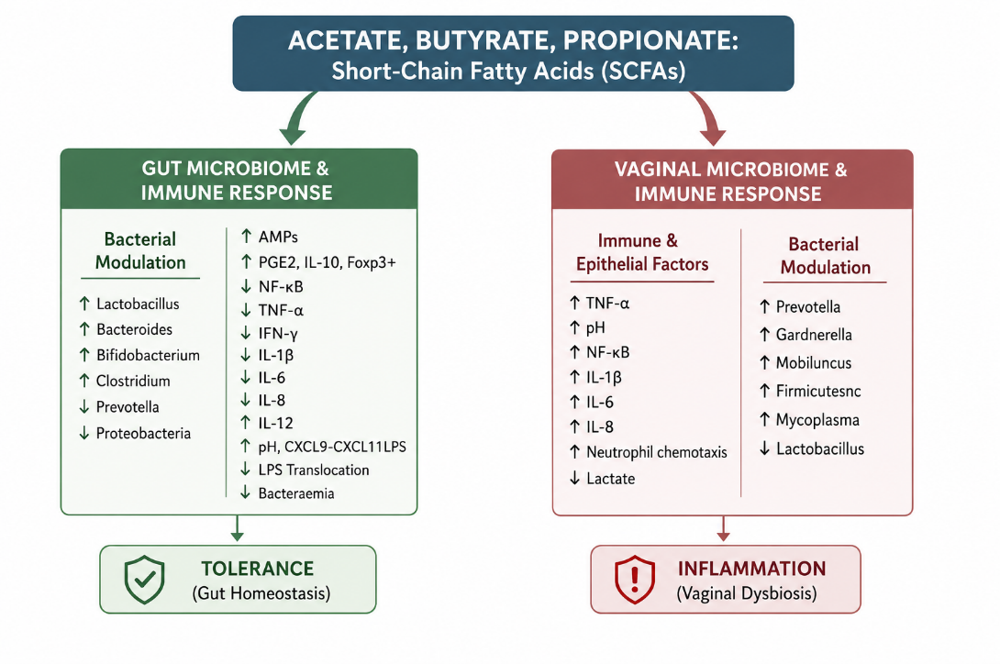 ACETATE, BUTYRATE, PROPIONATE:
Short-Chain Fatty Acids (SCFAs)
GUT MICROBIOME &
IMMUNE RESPONSE
Bacterial
Modulation
↑ Lactobacillus
↑ Bacteroides
↑ Bifidobacterium
↑ Clostridium
↓ Prevotella
↓ Proteobacteria
↑ AMPs
↑ PGE2, IL-10, Foxp3+
↓ NF-κB
↓ TNF-α
↓ IFN-γ
↓ IL-1β
↓ IL-6
↓ IL-8
↑ IL-12
↑ pH, CXCL9-CXCL11LPS
↓ LPS Translocation
↓ Bacteraemia
TOLERANCE
(Gut Homeostasis)
VAGINAL MICROBIOME &
IMMUNE RESPONSE
Immune &
Epithelial Factors
↑ TNF-α
↑ pH
↑ NF-κB
↑ IL-1β
↑ IL-6
↑ IL-8
↑ Neutrophil chemotaxis
↓ Lactate
Bacterial
Modulation
↑ Prevotella
↑ Gardnerella
↑ Mobiluncus
↑ Firmicutesnc
↑ Mycoplasma
↓ Lactobacillus
INFLAMMATION
(Vaginal Dysbiosis)